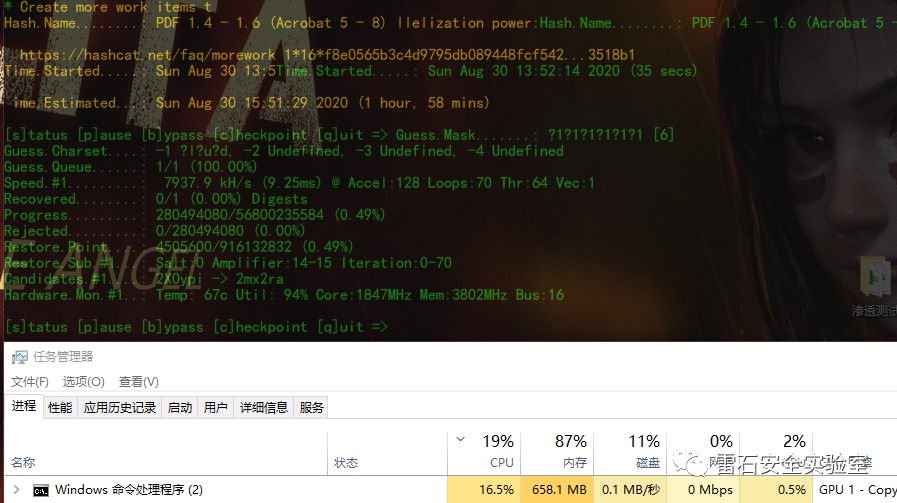 * Create more work items t
Hash.Name........: PDF 1.4 - 1.6 (Acrobat 5 - 8) llelization power:Hash.Name........: PDF 1.4 - 1.6 (Acrobat 5 -
https://hashcat.net/faq/morework 1*16*f8e0565b3c4d9795db089448fcf542...3518b1
Time.Started.....: Sun Aug 30 13:5Time.Started.....: Sun Aug 30 13:52:14 2020 (35 secs)
ime.Estimated...: Sun Aug 30 15:51:29 2020 (1 hour, 58 mins)
[s]tatus [p]ause [b]ypass [c]heckpoint [q]uit => Guess.Mask.......: ?1?1?1?1?1?1 [6]
Guess.Charset....: -1 ?l?u?d, -2 Undefined, -3 Undefined, -4 Undefined
Guess.Queue......: 1/1 (100.00%)
Speed.#1.........: 7937.9 kH/s (9.25ms) @ Accel:128 Loops:70 Thr:64 Vec:1
Recovered........: 0/1 (0.00%) Digests
Progress.........: 280494080/56800235584 (0.49%)
Rejected.........: 0/280494080 (0.00%)
Restore.Point....: 4505600/916132832 (0.49%)
Restore.Sub.#1...: Salt:0 Amplifier:14-15 Iteration:0-70
Candidates.#1....: 2X0ypi -> 2mx2ra
Hardware.Mon.#1..: Temp: 67c Util: 94% Core:1847MHz Mem:3802MHz Bus:16
渗透测试
[s]tatus [p]ause [b]ypass [c]heckpoint [q]uit =>
E ANGEL
任务管理器
文件(F) 选项(O) 查看(V)
进程 性能 应用历史记录 启动 用户 详细信息 服务
19% 87% 11% 0% 2%
名称 状态 CPU 内存 磁盘
雷石安全实验室
Windows 命令处理程序 (2) 16.5% 658.1 MB 0.1 MB/秒 0 Mbps 0.5% GPU 1 - Copy